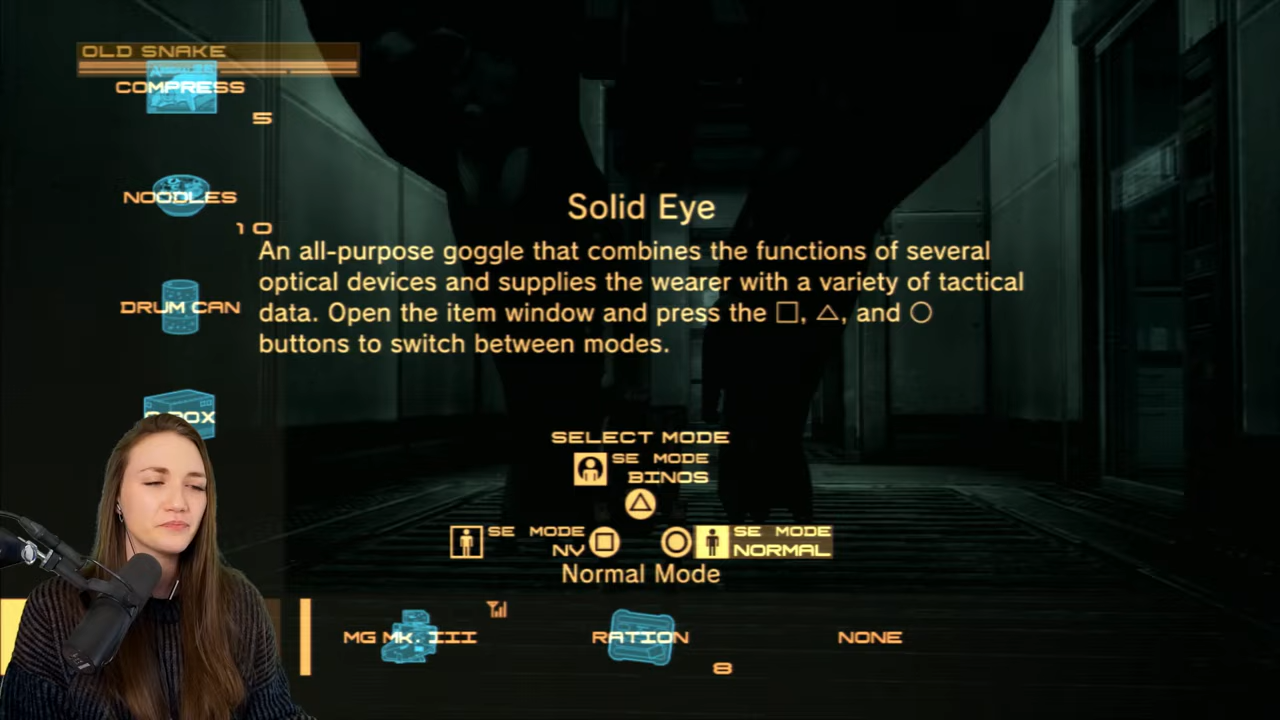 OLD SNAKE
COMPRESS
5
NOODLES
10
DRUM CAN
Solid Eye
An all-purpose goggle that combines the functions of several
optical devices and supplies the wearer with a variety of tactical
data. Open the item window and press the □, △, and ○
buttons to switch between modes.
SELECT MODE
SE MODE
BINOS
SE MODE
NV
SE MODE
NORMAL
Normal Mode
MG Mk. III
RATION
8
NONE